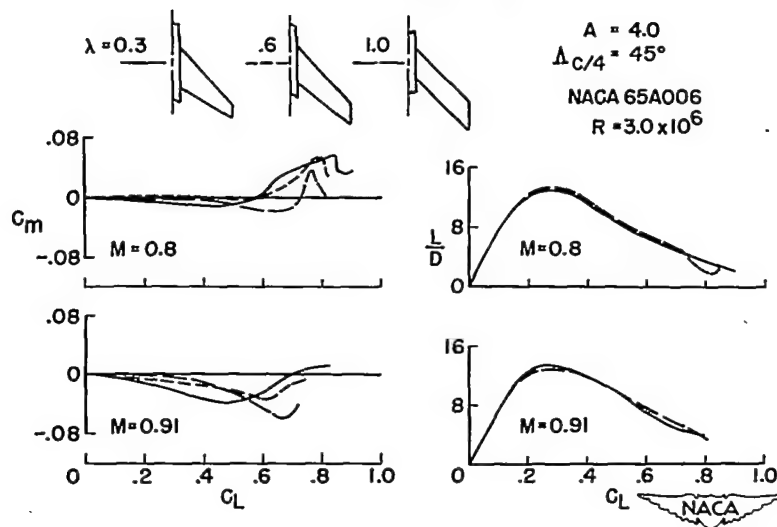 λ=0.3
.6
1.0
A = 4.0
Λc/4 = 45°
NACA 65A006
R = 3.0 x 10⁶
.08
0
-.08
Cm
M=0.8
16
8
0
L/D
M=0.8
.08
0
-.08
M=0.91
0 .2 .4 .6 .8 1.0
CL
16
8
M=0.91
0 .2 .4 .6 .8 1.0
CL
NACA